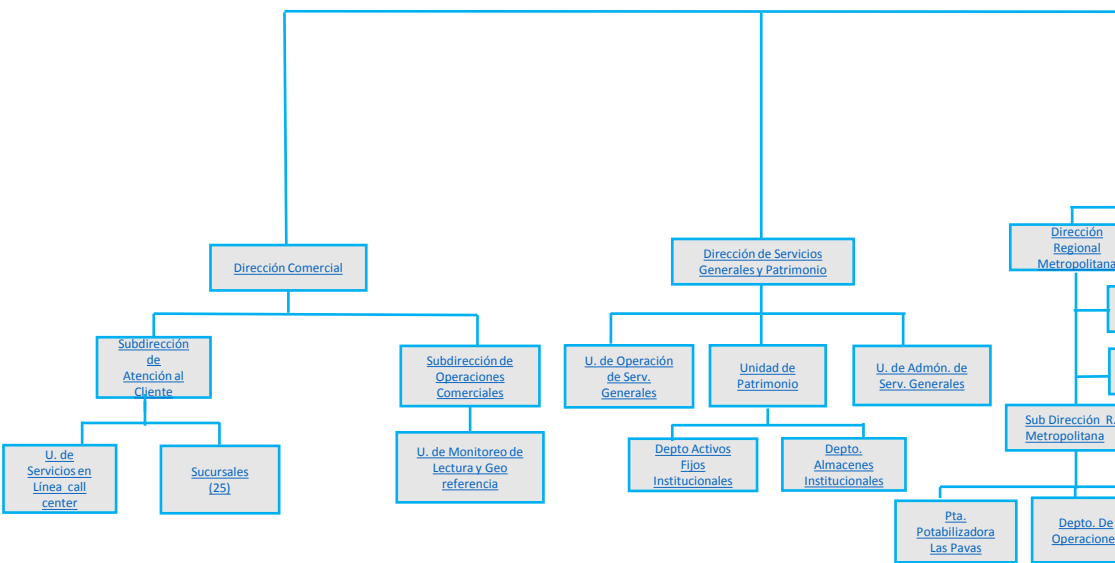 Dirección Comercial
Dirección de Servicios
Generales y Patrimonio
Dirección
Regional
Metropolitana
Subdirección
de
Atención al
Cliente
Subdirección de
Operaciones
Comerciales
U. de Operación
de Serv.
Generales
Unidad de
Patrimonio
U. de Admón. de
Serv. Generales
Sub Dirección R.
Metropolitana
U. de
Servicios en
Línea call
center
Sucursales
(25)
U. de Monitoreo de
Lectura y Geo
referencia
Depto Activos
Fijos
Institucionales
Depto.
Almacenes
Institucionales
Pta.
Potabilizadora
Las Pavas
Depto. De
Operacione